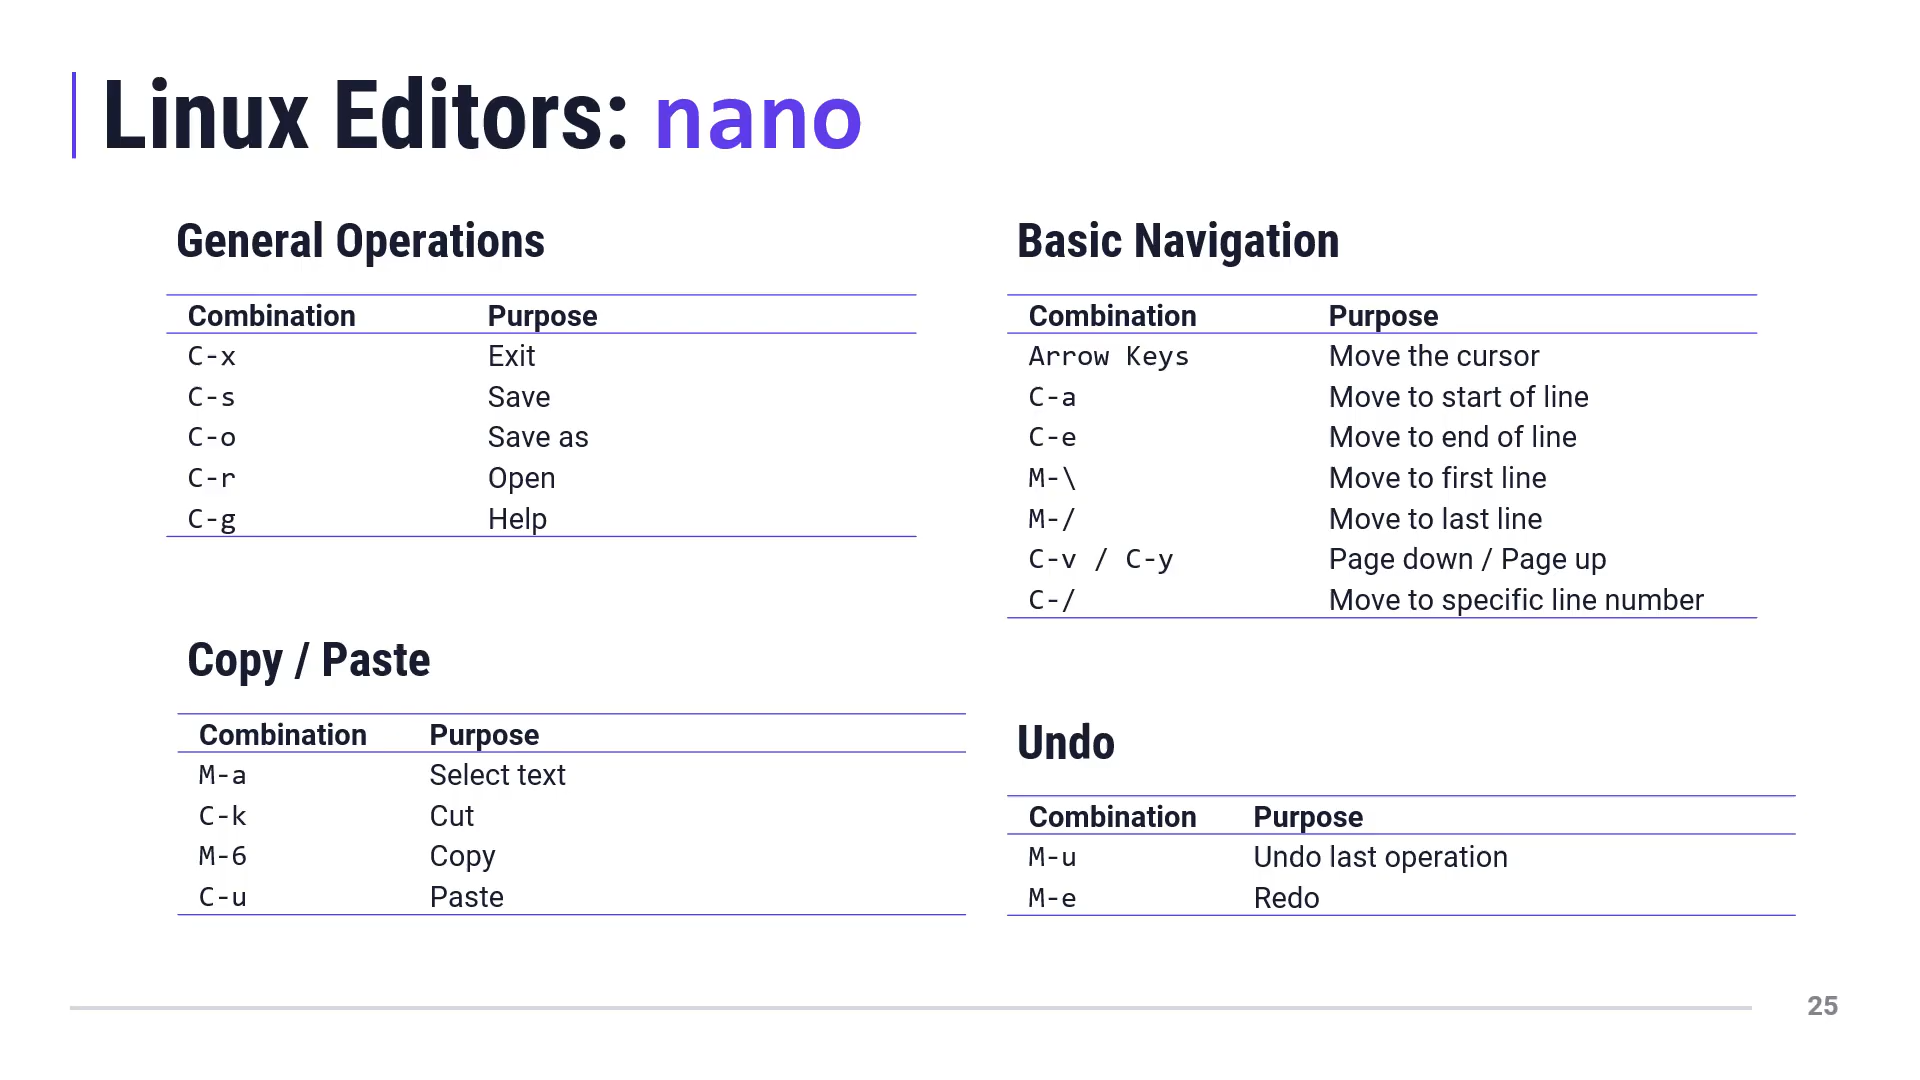 Linux Editors: nano
General Operations
Combination Purpose
C-x Exit
C-s Save
C-o Save as
C-r Open
C-g Help
Copy / Paste
Combination Purpose
M-a Select text
C-k Cut
M-6 Copy
C-u Paste
Basic Navigation
Combination Purpose
Arrow Keys Move the cursor
C-a Move to start of line
C-e Move to end of line
M-\ Move to first line
M-/ Move to last line
C-v / C-y Page down / Page up
C-/ Move to specific line number
Undo
Combination Purpose
M-u Undo last operation
M-e Redo
25